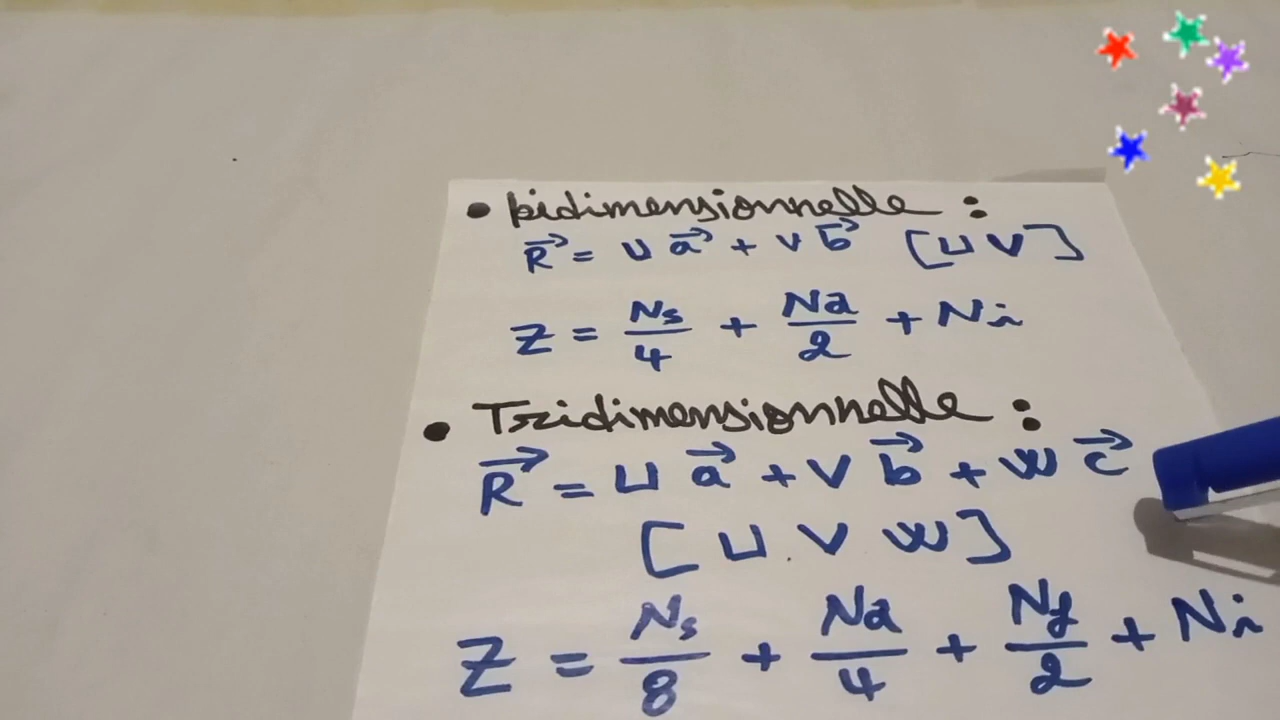 • bidimensionnelle :
R⃗ = u a⃗ + v b⃗ [u v]
Z = Ns/4 + Na/2 + Ni
• Tridimensionnelle :
R⃗ = u a⃗ + v b⃗ + w c⃗
[u v w]
Z = Ns/8 + Na/4 + Nf/2 + Ni